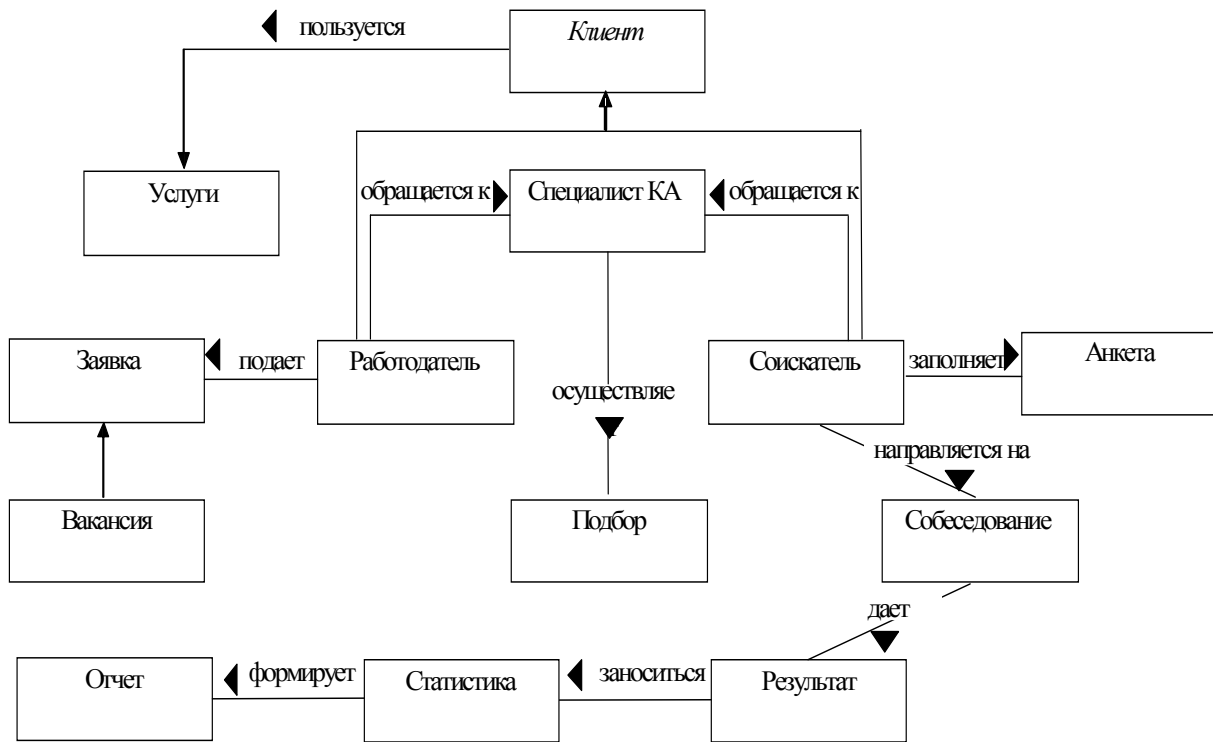 пользуется
Клиент
Услуги
обращается к
Специалист КА
обращается к
Заявка
подает
Работодатель
Соискатель
заполняет
Анкета
осуществляе
направляется на
Вакансия
Подбор
Собеседование
дает
Отчет
формирует
Статистика
заноситься
Результат